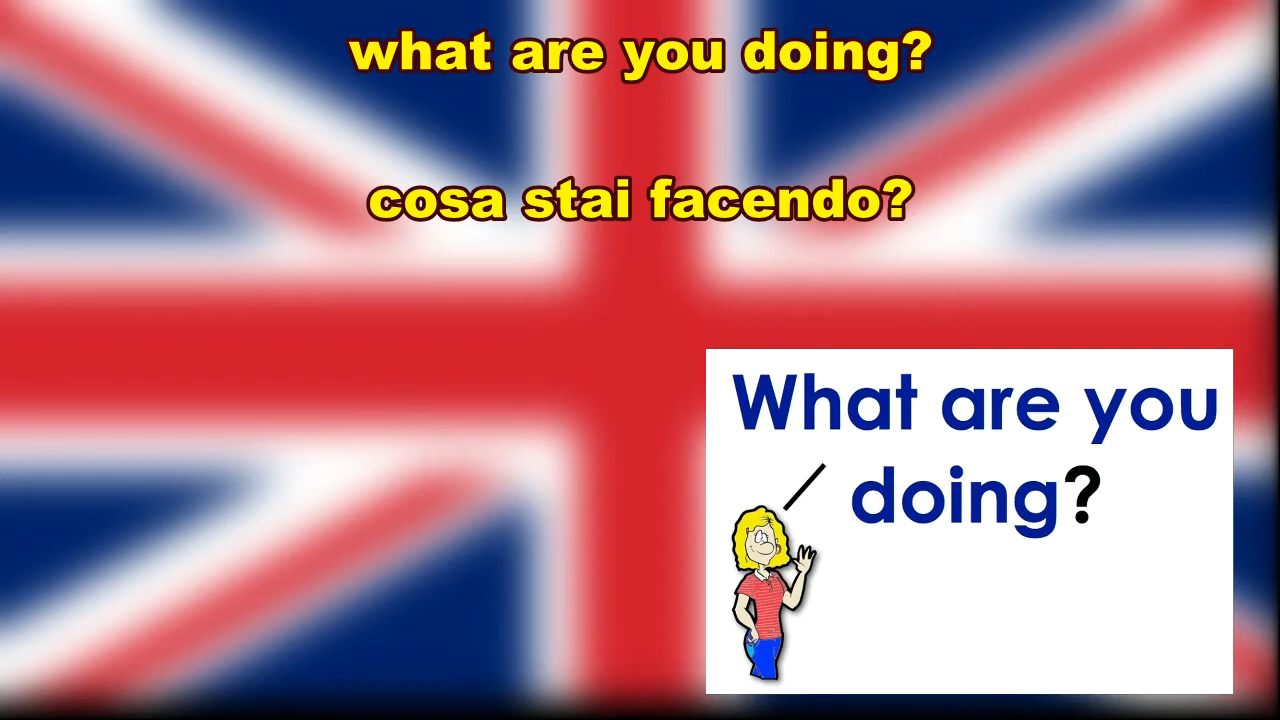 what are you doing?
cosa stai facendo?
What are you
doing?